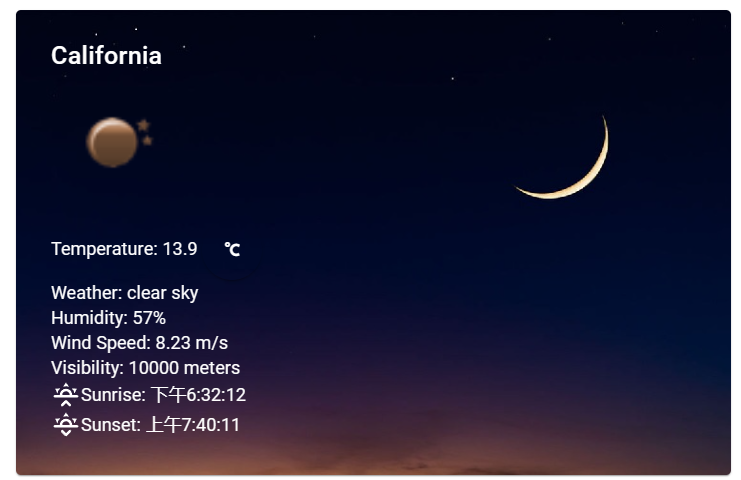 California
Temperature: 13.9 ℃
Weather: clear sky
Humidity: 57%
Wind Speed: 8.23 m/s
Visibility: 10000 meters
Sunrise: 下午6:32:12
Sunset: 上午7:40:11